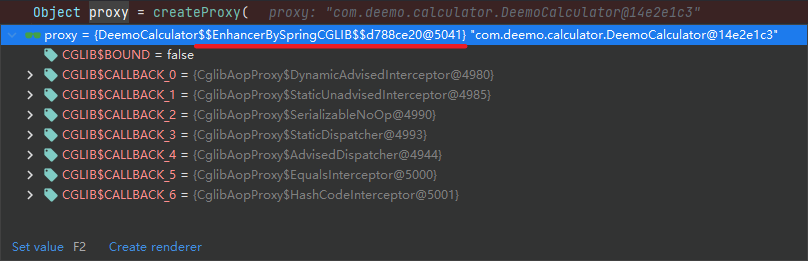 Object proxy = createProxy( proxy: "com.deemo.calculator.DeemoCalculator@14e2e1c3"
proxy = {DeemoCalculator$$EnhancerBySpringCGLIB$$d788ce20@5041} "com.deemo.calculator.DeemoCalculator@14e2e1c3"
CGLIB$BOUND = false
CGLIB$CALLBACK_0 = {CglibAopProxy$DynamicAdvisedInterceptor@4980}
CGLIB$CALLBACK_1 = {CglibAopProxy$StaticUnadvisedInterceptor@4985}
CGLIB$CALLBACK_2 = {CglibAopProxy$SerializableNoOp@4990}
CGLIB$CALLBACK_3 = {CglibAopProxy$StaticDispatcher@4993}
CGLIB$CALLBACK_4 = {CglibAopProxy$AdvisedDispatcher@4944}
CGLIB$CALLBACK_5 = {CglibAopProxy$EqualsInterceptor@5000}
CGLIB$CALLBACK_6 = {CglibAopProxy$HashCodeInterceptor@5001}
Set value F2 Create renderer